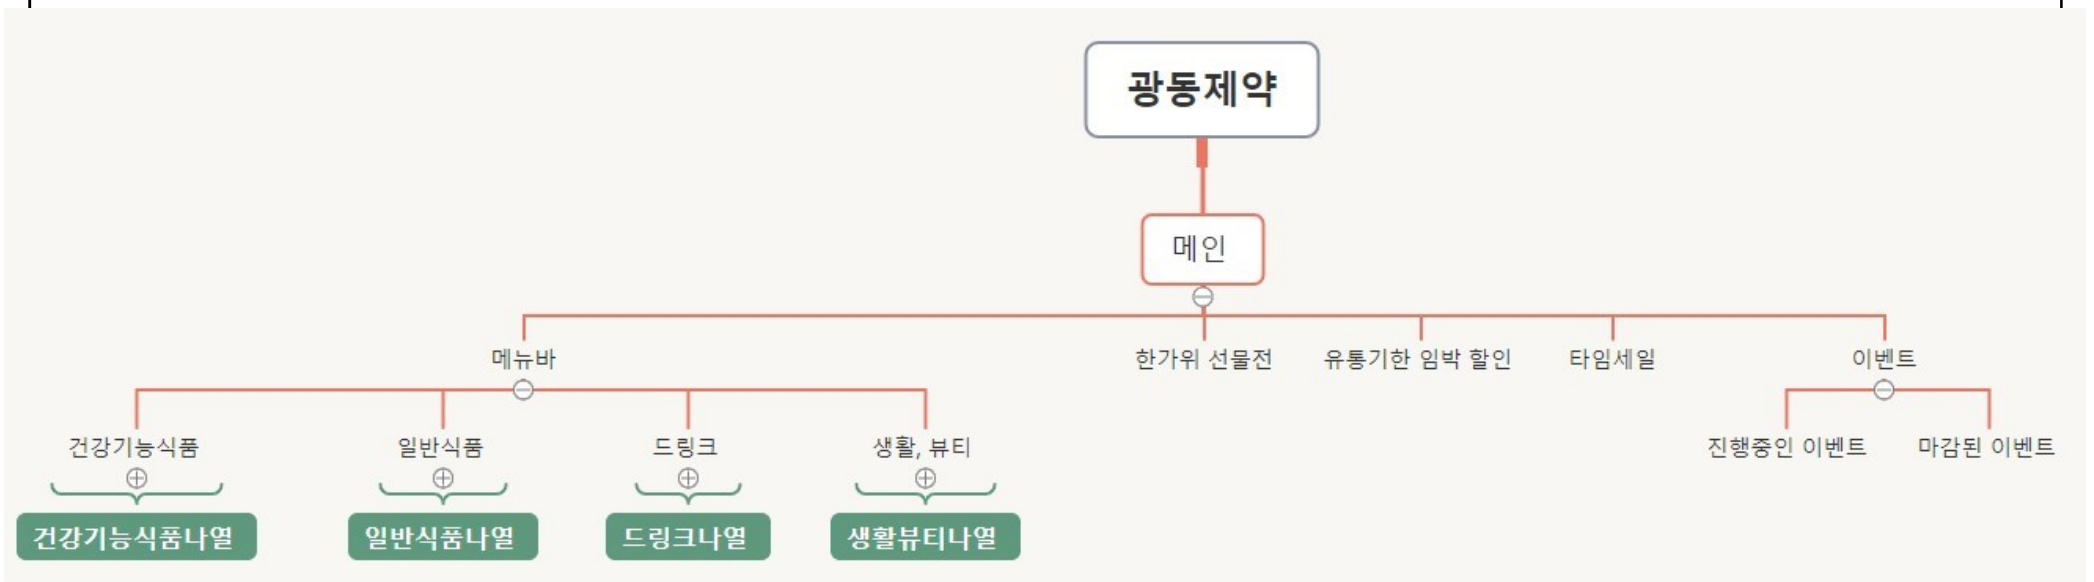 광동제약
메인
메뉴바
한가위 선물전
유통기한 임박 할인
타임세일
이벤트
건강기능식품
일반식품
드링크
생활, 뷰티
진행중인 이벤트
마감된 이벤트
건강기능식품나열
일반식품나열
드링크나열
생활뷰티나열